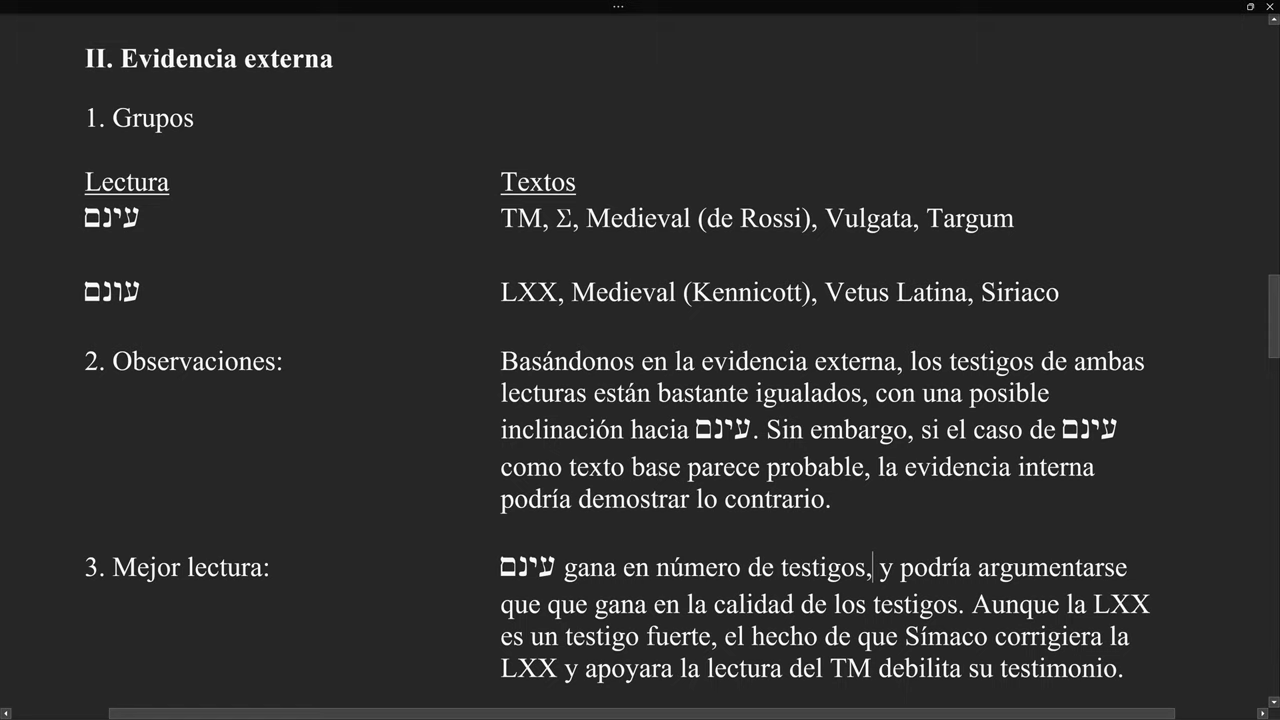 II. Evidencia externa
1. Grupos
Lectura Textos
עינם TM, Σ, Medieval (de Rossi), Vulgata, Targum
עונם LXX, Medieval (Kennicott), Vetus Latina, Siriaco
2. Observaciones: Basándonos en la evidencia externa, los testigos de ambas
lecturas están bastante igualados, con una posible
inclinación hacia עינם. Sin embargo, si el caso de עינם
como texto base parece probable, la evidencia interna
podría demostrar lo contrario.
3. Mejor lectura: עינם gana en número de testigos, y podría argumentarse
que que gana en la calidad de los testigos. Aunque la LXX
es un testigo fuerte, el hecho de que Símaco corrigiera la
LXX y apoyara la lectura del TM debilita su testimonio.